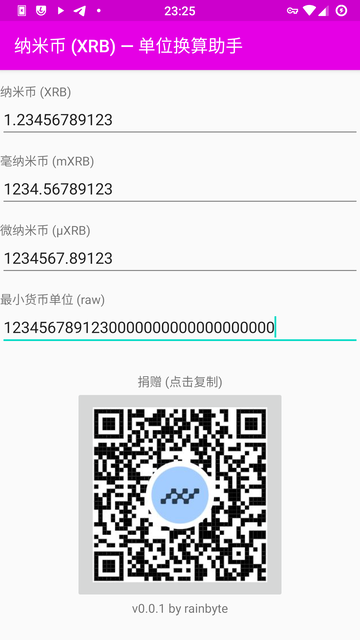 23:25
纳米币 (XRB) — 单位换算助手
纳米币 (XRB)
1.23456789123
毫纳米币 (mXRB)
1234.56789123
微纳米币 (μXRB)
1234567.89123
最小货币单位 (raw)
1234567891230000000000000000000
捐赠 (点击复制)
v0.0.1 by rainbyte